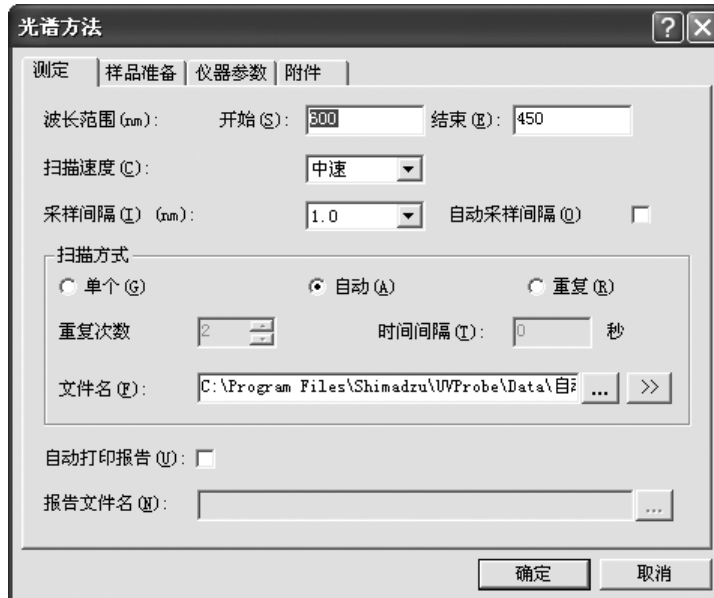 光谱方法
测定 样品准备 仪器参数 附件
波长范围(nm): 开始(S): 600 结束(E): 450
扫描速度(C): 中速
采样间隔(I) (nm): 1.0 自动采样间隔(O)
扫描方式
单个(G) 自动(A) 重复(R)
重复次数 2 时间间隔(T): 0 秒
文件名(F): C:\Program Files\Shimadzu\UVProbe\Data\自 ... >>
自动打印报告(U):
报告文件名(N): ...
确定 取消